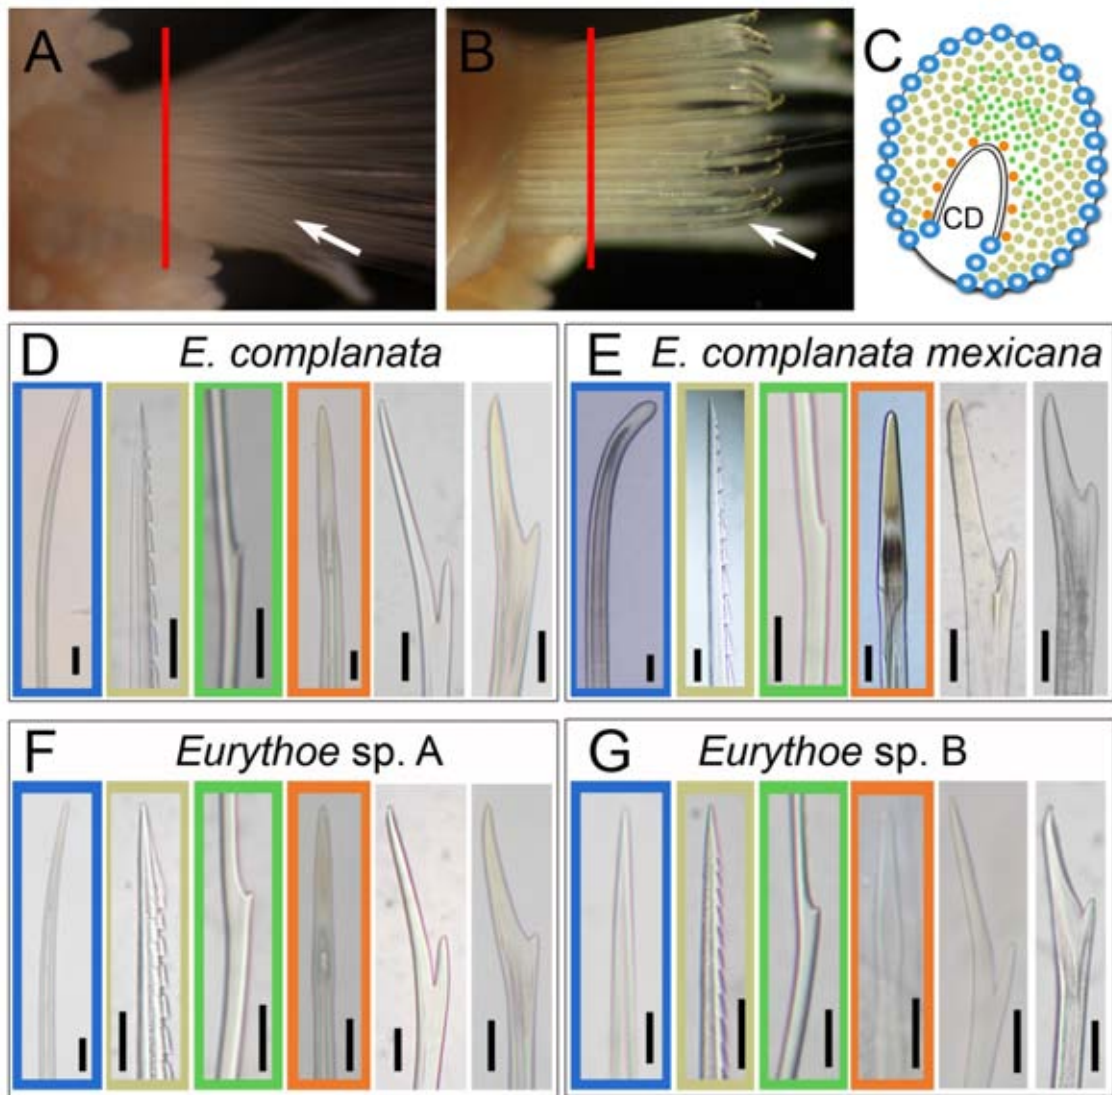 A
B
C
CD
D E. complanata
E E. complanata mexicana
F Eurythoe sp. A
G Eurythoe sp. B